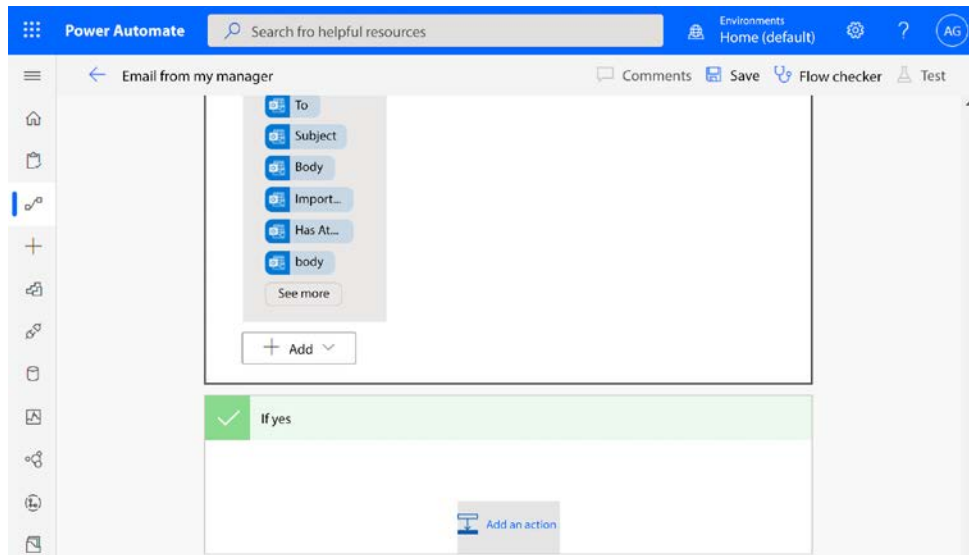 Power Automate
Search fro helpful resources
Environments
Home (default)
?
AG
Email from my manager
Comments
Save
Flow checker
Test
To
Subject
Body
Import...
Has At...
body
See more
Add
If yes
Add an action